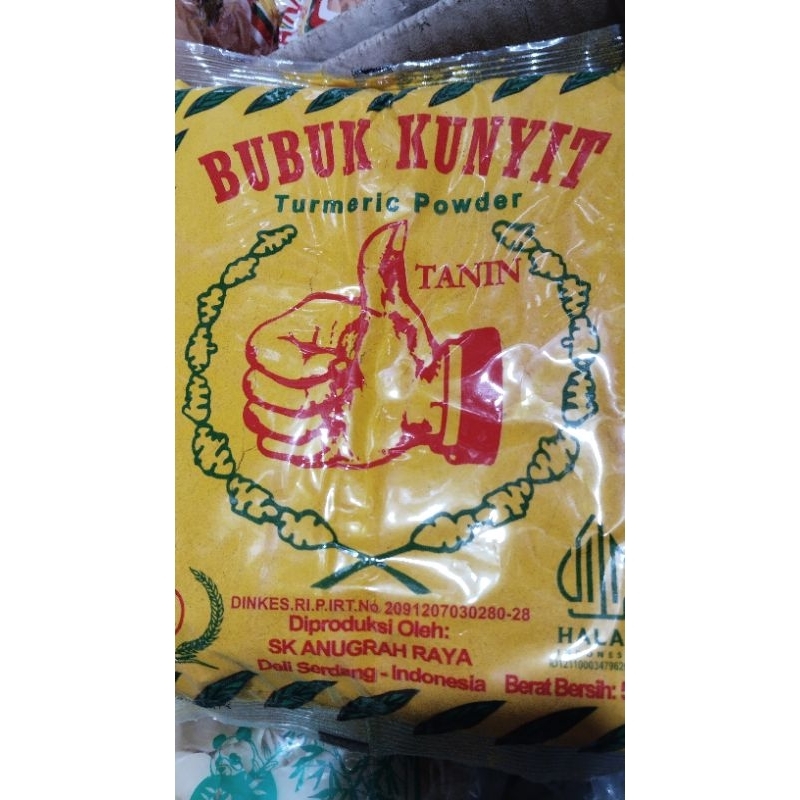 BUBUK KUNYIT
Turmeric Powder
TANIN
DINKES.RI.P.IRT.No 2091207030280-28
Diproduksi Oleh:
SK ANUGRAH RAYA
Deli Serdang - Indonesia
Berat Bersih:
HALA